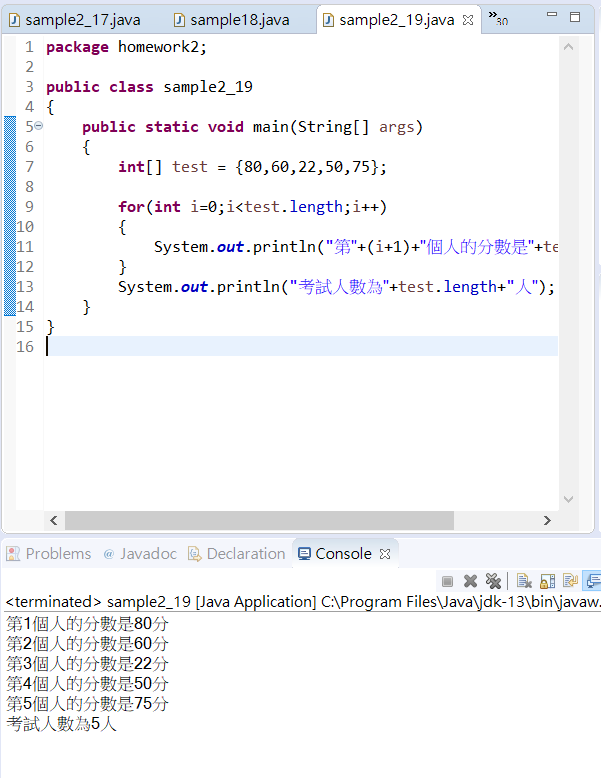 sample2_17.java sample18.java sample2_19.java »30
1 package homework2;
2
3 public class sample2_19
4 {
5 public static void main(String[] args)
6 {
7 int[] test = {80,60,22,50,75};
8
9 for(int i=0;i<test.length;i++)
10 {
11 System.out.println("第"+(i+1)+"個人的分數是"+te
12 }
13 System.out.println("考試人數為"+test.length+"人");
14 }
15 }
16
Problems @ Javadoc Declaration Console
<terminated> sample2_19 [Java Application] C:\Program Files\Java\jdk-13\bin\javaw.
第1個人的分數是80分
第2個人的分數是60分
第3個人的分數是22分
第4個人的分數是50分
第5個人的分數是75分
考試人數為5人